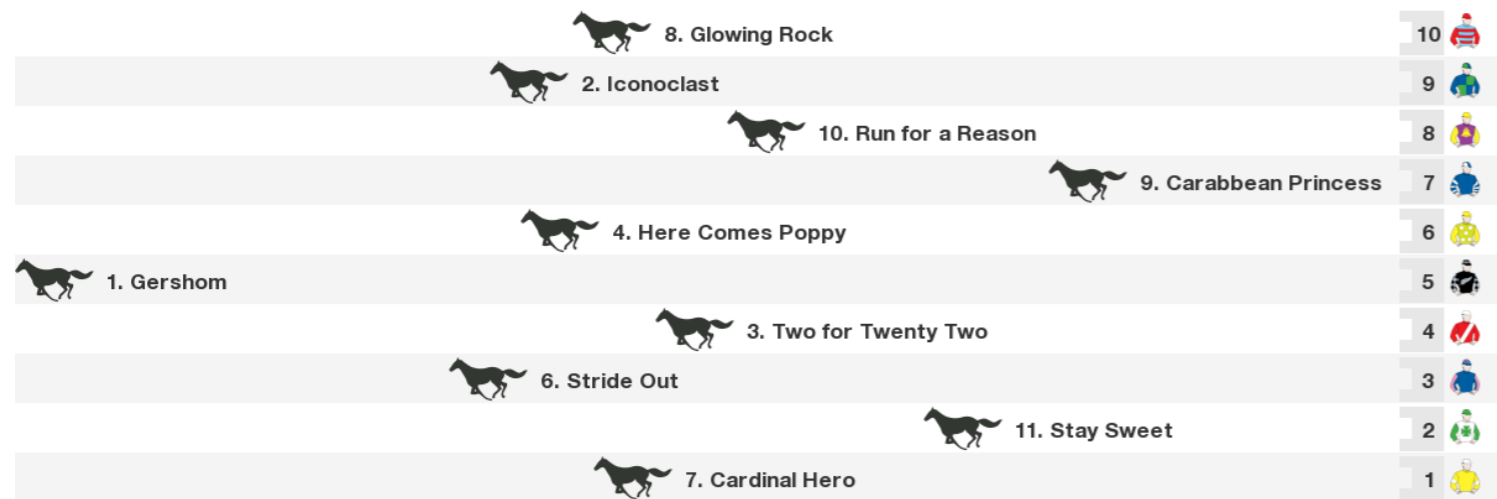 8. Glowing Rock 10
2. Iconoclast 9
10. Run for a Reason 8
9. Carabbean Princess 7
4. Here Comes Poppy 6
1. Gershom 5
3. Two for Twenty Two 4
6. Stride Out 3
11. Stay Sweet 2
7. Cardinal Hero 1